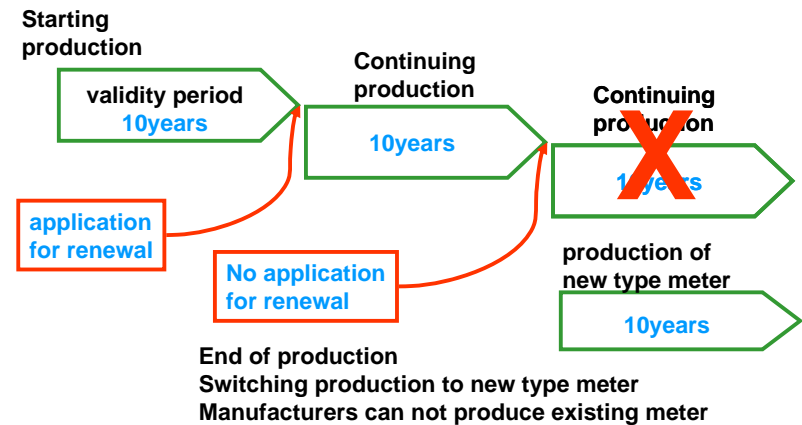 Starting
production
validity period
10years
Continuing
production
10years
Continuing
production
X
10years
application
for renewal
No application
for renewal
production of
new type meter
10years
End of production
Switching production to new type meter
Manufacturers can not produce existing meter